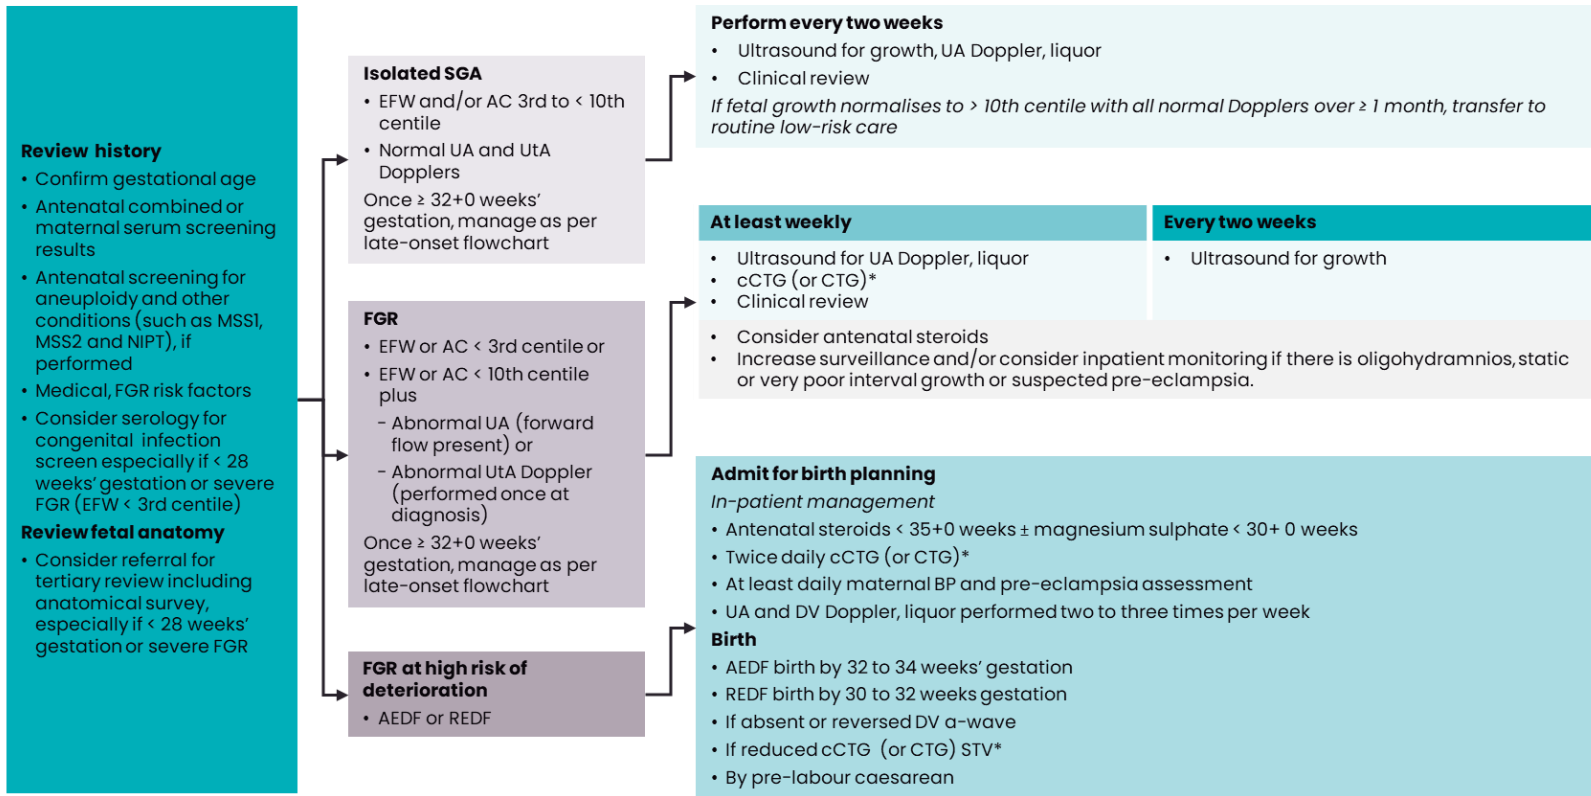 Review history
• Confirm gestational age
• Antenatal combined or
maternal serum screening
results
• Antenatal screening for
aneuploidy and other
conditions (such as MSS1,
MSS2 and NIPT), if
performed
• Medical, FGR risk factors
• Consider serology for
congenital infection
screen especially if < 28
weeks' gestation or severe
FGR (EFW < 3rd centile)
Review fetal anatomy
• Consider referral for
tertiary review including
anatomical survey,
especially if < 28 weeks'
gestation or severe FGR
Isolated SGA
• EFW and/or AC 3rd to < 10th
centile
• Normal UA and UtA
Dopplers
Once ≥ 32+0 weeks'
gestation, manage as per
late-onset flowchart
FGR
• EFW or AC < 3rd centile or
• EFW or AC < 10th centile
plus
- Abnormal UA (forward
flow present) or
- Abnormal UtA Doppler
(performed once at
diagnosis)
Once ≥ 32+0 weeks'
gestation, manage as per
late-onset flowchart
FGR at high risk of
deterioration
• AEDF or REDF
Perform every two weeks
• Ultrasound for growth, UA Doppler, liquor
• Clinical review
If fetal growth normalises to > 10th centile with all normal Dopplers over ≥ 1 month, transfer to
routine low-risk care
At least weekly
• Ultrasound for UA Doppler, liquor
• cCTG (or CTG)*
• Clinical review
Every two weeks
• Ultrasound for growth
• Consider antenatal steroids
• Increase surveillance and/or consider inpatient monitoring if there is oligohydramnios, static
or very poor interval growth or suspected pre-eclampsia.
Admit for birth planning
In-patient management
• Antenatal steroids < 35+0 weeks ± magnesium sulphate < 30+ 0 weeks
• Twice daily cCTG (or CTG)*
• At least daily maternal BP and pre-eclampsia assessment
• UA and DV Doppler, liquor performed two to three times per week
Birth
• AEDF birth by 32 to 34 weeks' gestation
• REDF birth by 30 to 32 weeks gestation
• If absent or reversed DV a-wave
• If reduced cCTG (or CTG) STV*
• By pre-labour caesarean